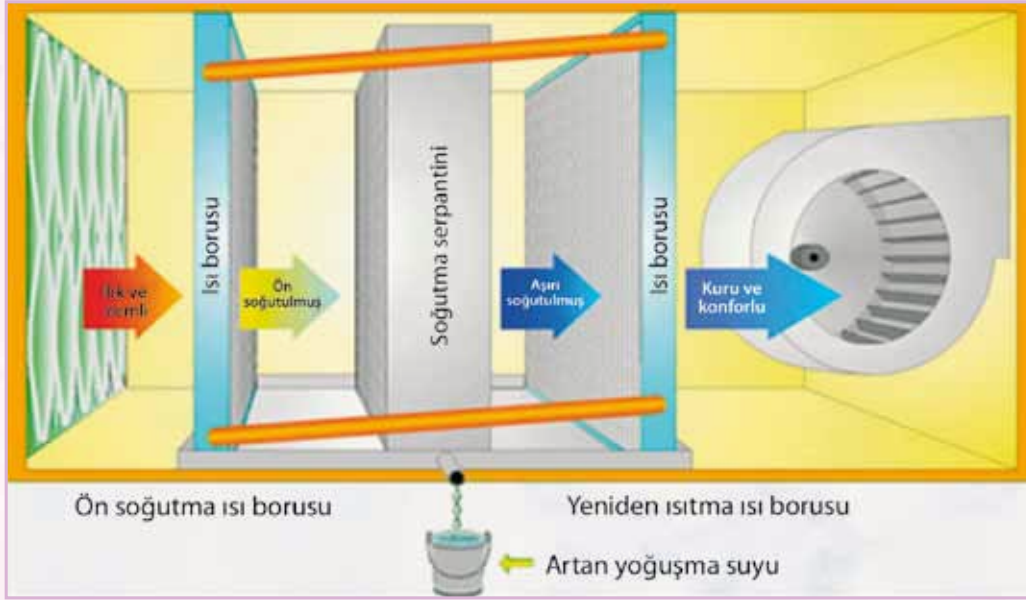 Ilık ve
nemli
Isı borusu
Ön
soğutulmuş
Soğutma serpantini
Aşırı
soğutulmuş
Isı borusu
Kuru ve
konforlu
Ön soğutma ısı borusu
Yeniden ısıtma ısı borusu
Artan yoğuşma suyu